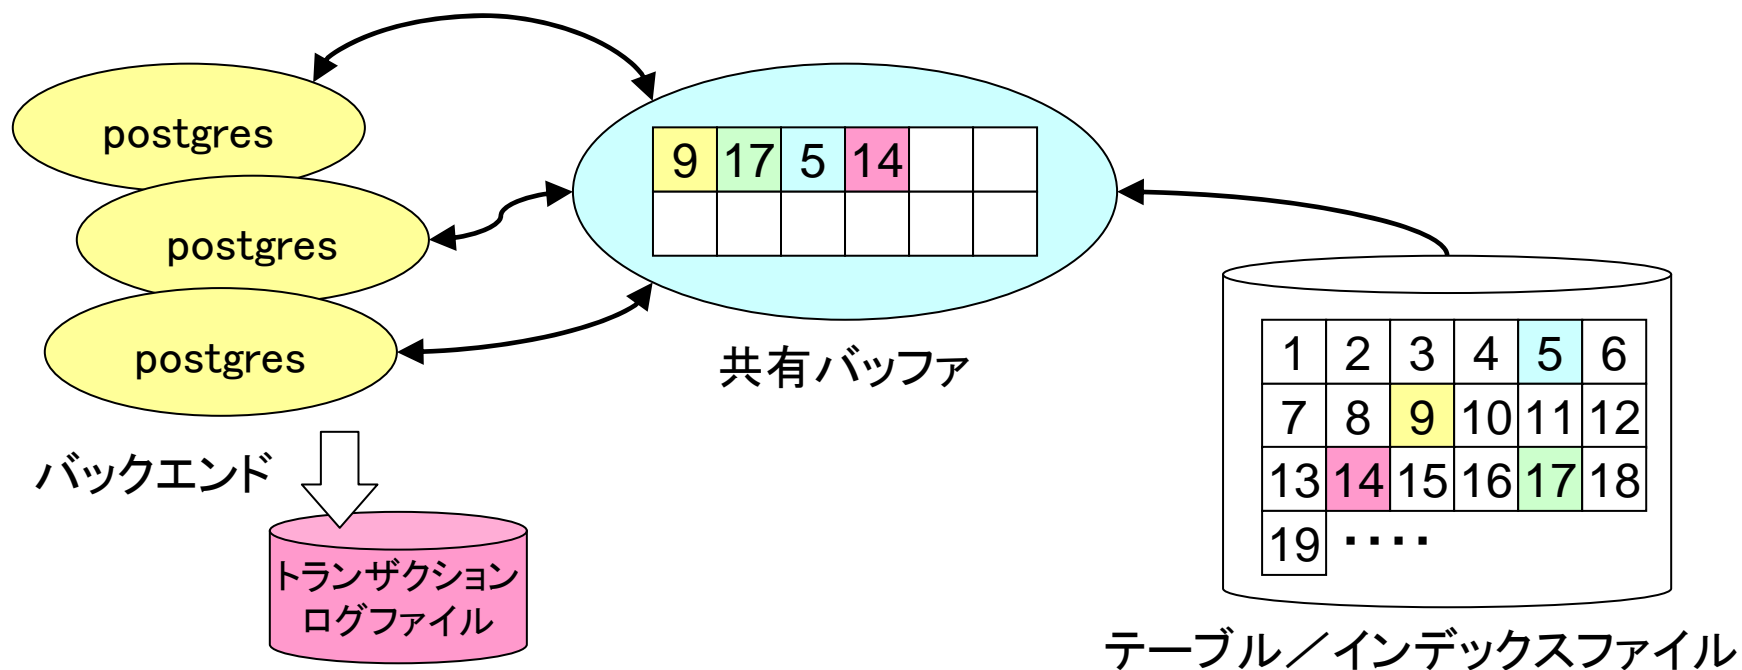 postgres
postgres
postgres
バックエンド
トランザクション
ログファイル
9 17 5 14
共有バッファ
1 2 3 4 5 6
7 8 9 10 11 12
13 14 15 16 17 18
19 ････
テーブル／インデックスファイル